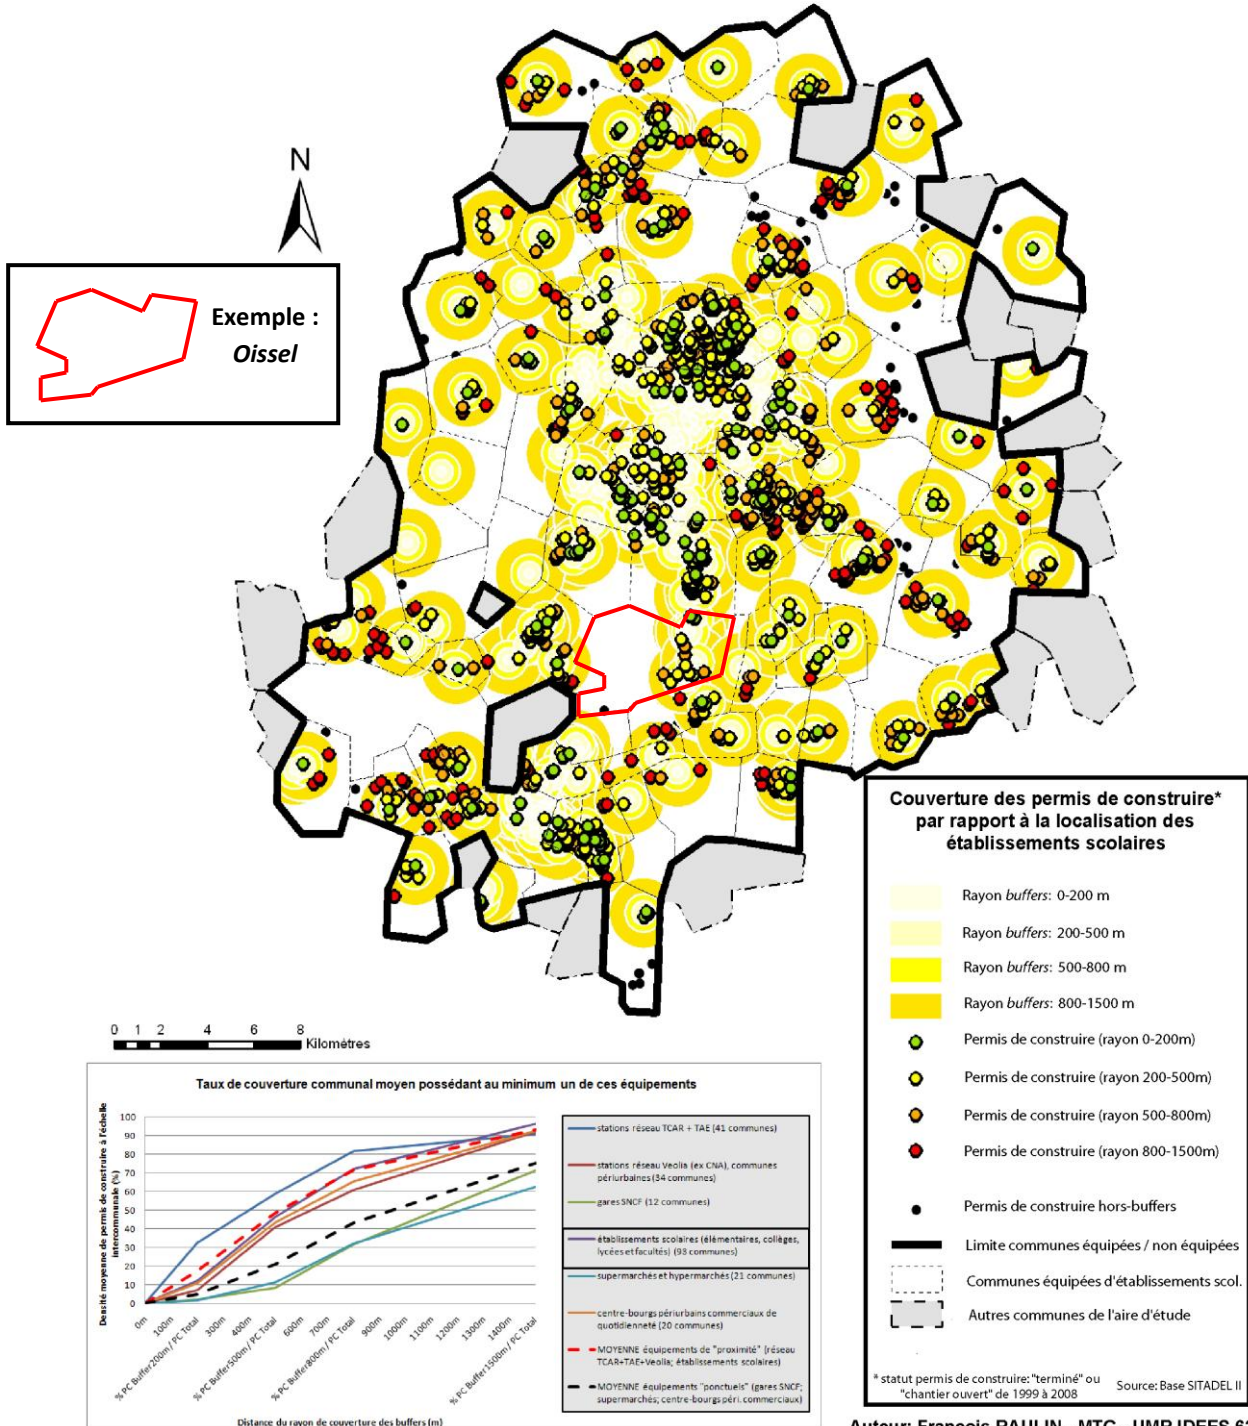 N
Exemple :
Oissel
0 1 2 4 6 8
Kilomètres
Couverture des permis de construire*
par rapport à la localisation des
établissements scolaires
Rayon buffers: 0-200 m
Rayon buffers: 200-500 m
Rayon buffers: 500-800 m
Rayon buffers: 800-1500 m
Permis de construire (rayon 0-200m)
Permis de construire (rayon 200-500m)
Permis de construire (rayon 500-800m)
Permis de construire (rayon 800-1500m)
Permis de construire hors-buffers
Limite communes équipées / non équipées
Communes équipées d'établissements scol.
Autres communes de l'aire d'étude
* statut permis de construire: "terminé" ou
"chantier ouvert" de 1999 à 2008
Source: Base SITADEL II
Taux de couverture communal moyen possédant au minimum un de ces équipements
Densité moyenne de permis de construire à l'échelle
intercommunale (%)
100
90
80
70
60
50
40
30
20
10
0
0m
100m
% PC Buffer200m / PC Total
300m
400m
% PC Buffer500m / PC Total
600m
700m
% PC Buffer800m / PC Total
900m
1000m
1100m
1200m
1300m
1400m
% PC Buffer1500m / PC Total
Distance du rayon de couverture des buffers (m)
stations réseau TCAR + TAE (41 communes)
stations réseau Veolia (ex CNA), communes
périurbaines (34 communes)
gares SNCF (12 communes)
établissements scolaires (élémentaires, collèges,
lycées et facultés) (93 communes)
supermarchés et hypermarchés (21 communes)
centre-bourgs périurbains commerciaux de
quotidienneté (20 communes)
MOYENNE équipements de "proximité" (réseau
TCAR+TAE+Veolia; établissements scolaires)
MOYENNE équipements "ponctuels" (gares SNCF;
supermarchés; centre-bourgs péri. commerciaux)
Auteur: François RAULIN - MTG - UMR IDEES